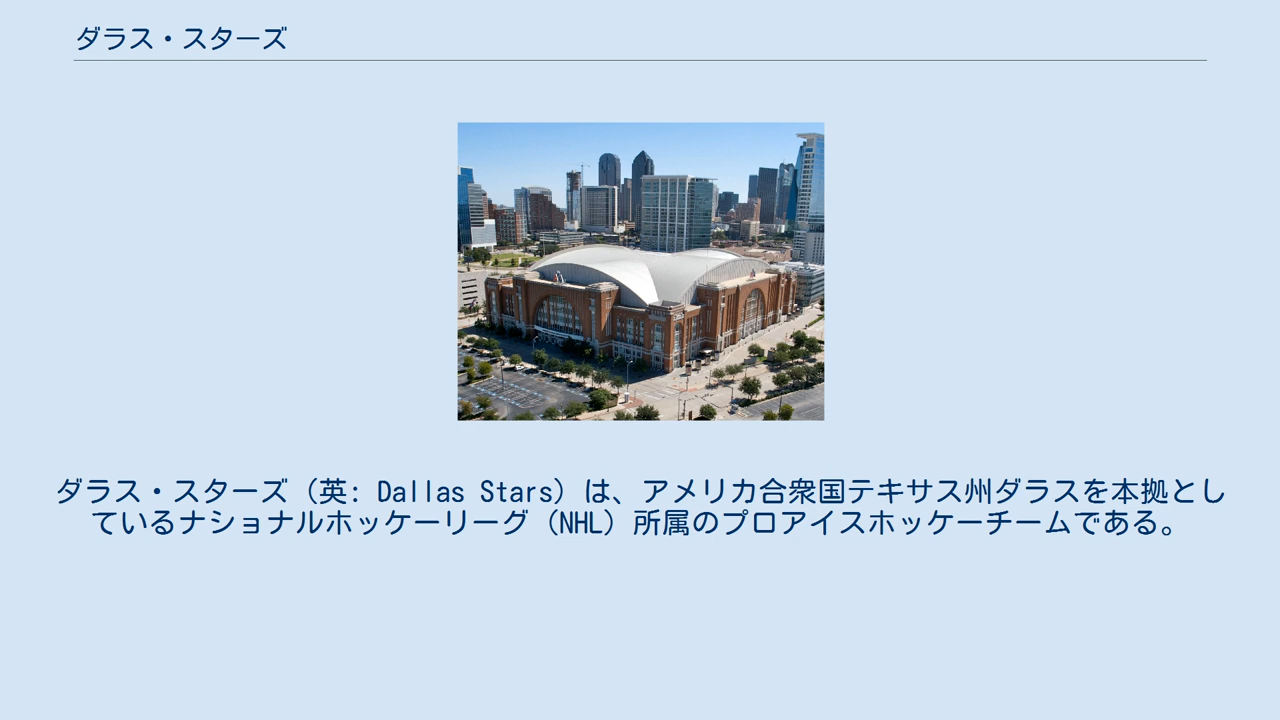 ダラス・スターズ
ダラス・スターズ（英: Dallas Stars）は、アメリカ合衆国テキサス州ダラスを本拠とし
ているナショナルホッケーリーグ（NHL）所属のプロアイスホッケーチームである。